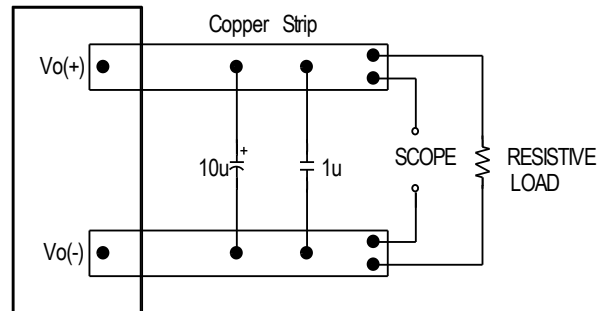 Copper Strip
Vo(+)
+
10u
1u
SCOPE
RESISTIVE
LOAD
Vo(-)